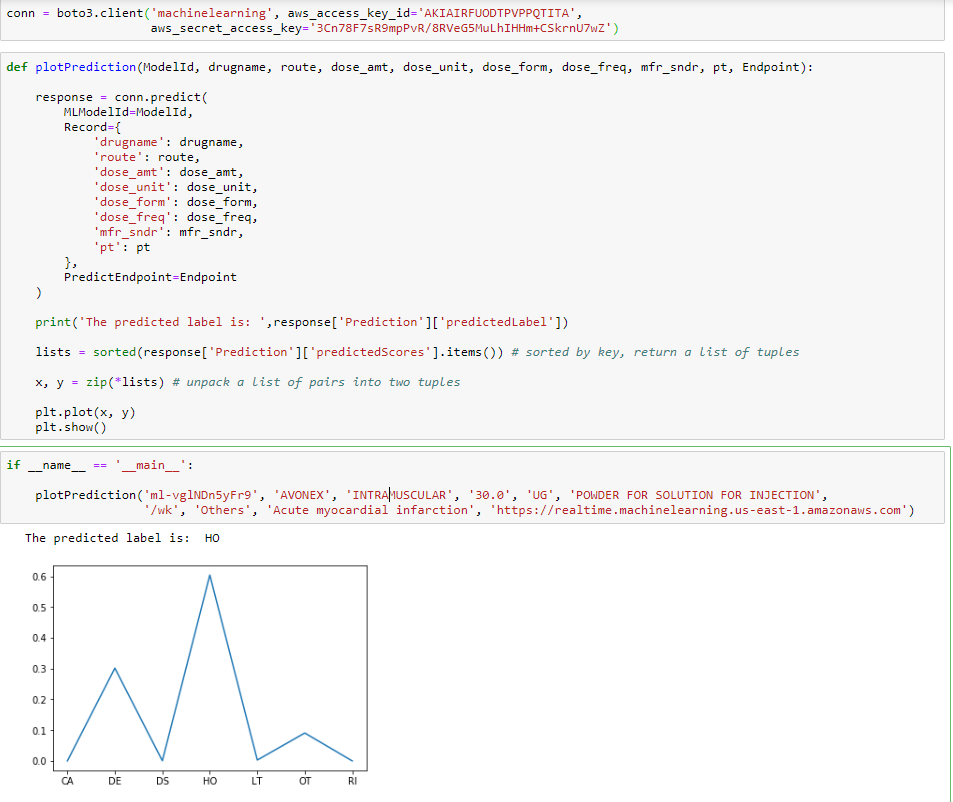 conn = boto3.client('machinelearning', aws_access_key_id='AKIAIRFUODTPVPPQTITA',
aws_secret_access_key='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')
def plotPrediction(ModelId, drugname, route, dose_amt, dose_unit, dose_form, dose_freq, mfr_sndr, pt, Endpoint):
response = conn.predict(
MLModelId=ModelId,
Record={
'drugname': drugname,
'route': route,
'dose_amt': dose_amt,
'dose_unit': dose_unit,
'dose_form': dose_form,
'dose_freq': dose_freq,
'mfr_sndr': mfr_sndr,
'pt': pt
},
PredictEndpoint=Endpoint
)
print('The predicted label is: ',response['Prediction']['predictedLabel'])
lists = sorted(response['Prediction']['predictedScores'].items()) # sorted by key, return a list of tuples
x, y = zip(*lists) # unpack a list of pairs into two tuples
plt.plot(x, y)
plt.show()
if __name__ == '__main__':
plotPrediction('ml-vglNDn5yFr9', 'AVONEX', 'INTRAMUSCULAR', '30.0', 'UG', 'POWDER FOR SOLUTION FOR INJECTION',
'/wk', 'Others', 'Acute myocardial infarction', 'https://realtime.machinelearning.us-east-1.amazonaws.com')
The predicted label is:  HO
0.6
0.5
0.4
0.3
0.2
0.1
0.0
CA DE DS HO LT OT RI